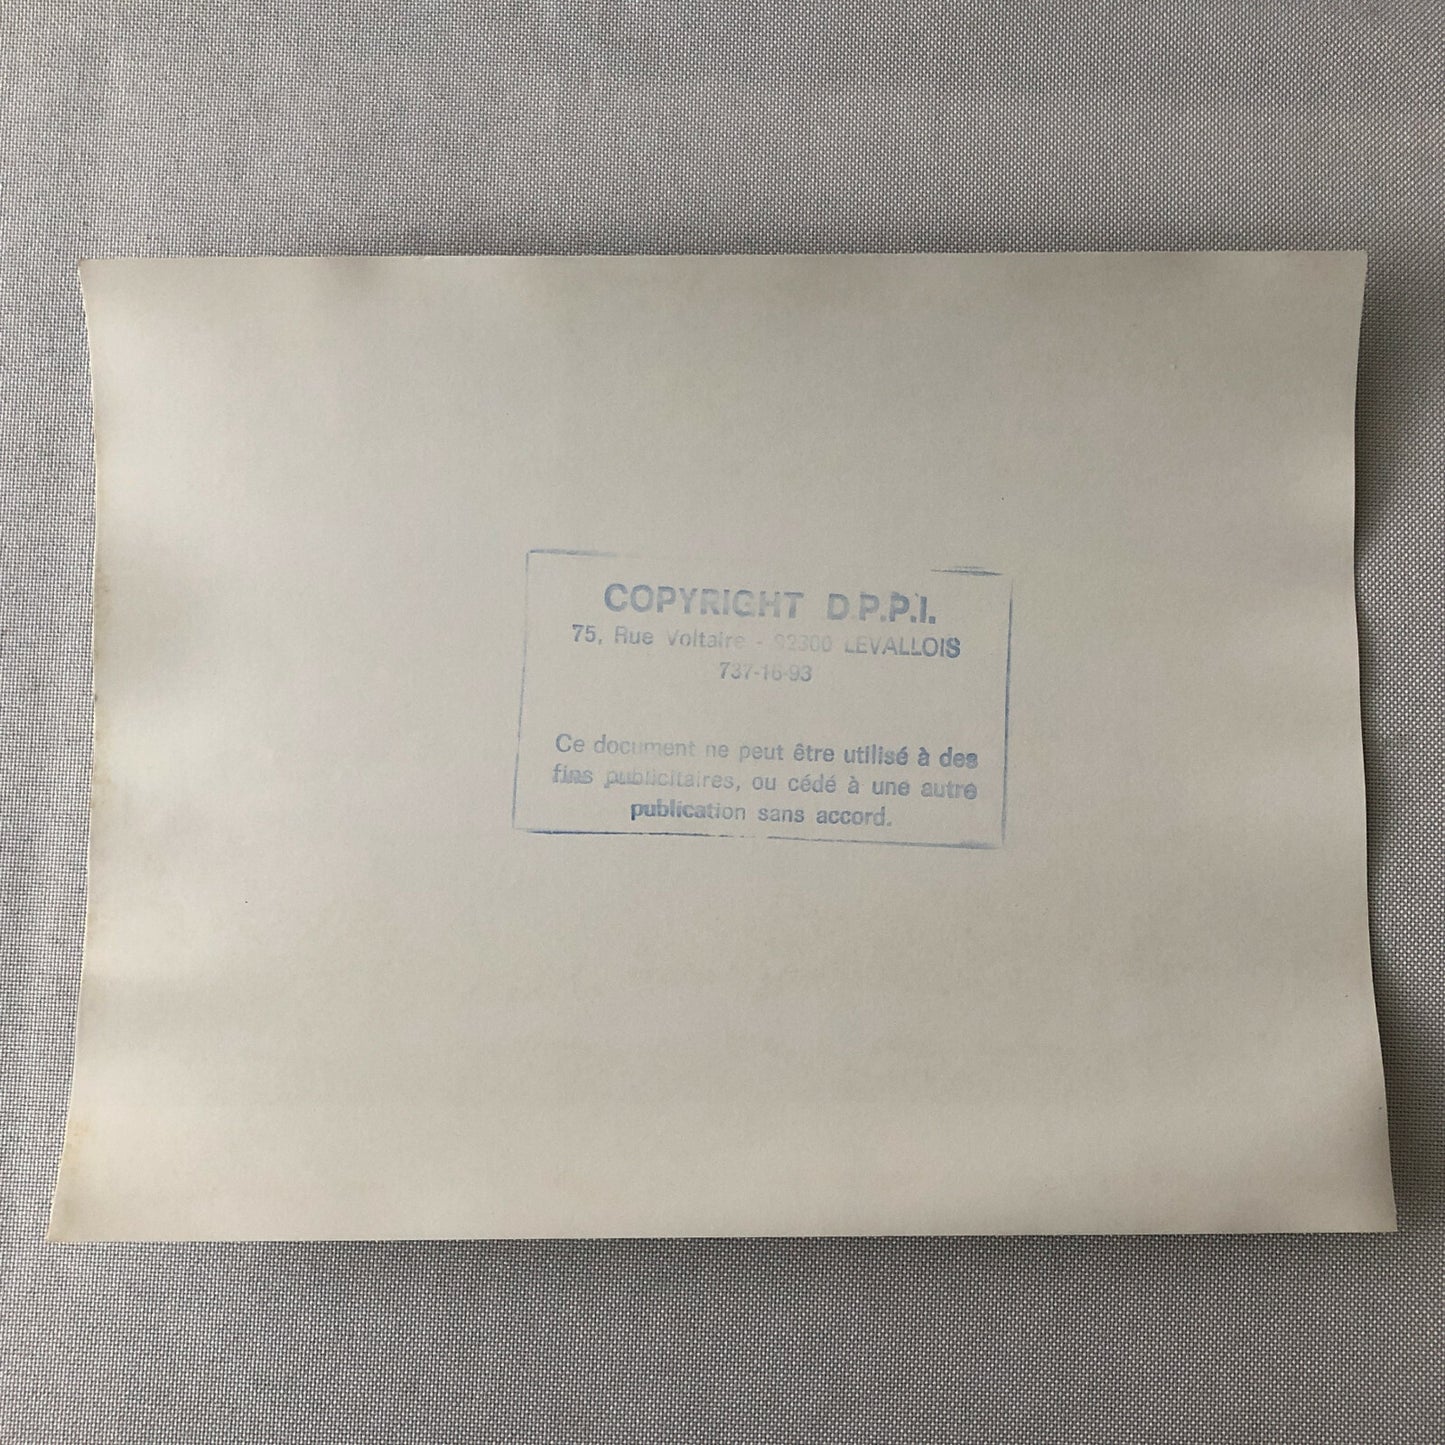 COPYRIGHT D.P.P.I.
75, Rue Voltaire - 92300 LEVALLOIS
737-16-93
Ce document ne peut être utilisé à des
fins publicitaires, ou cédé à une autre
publication sans accord.